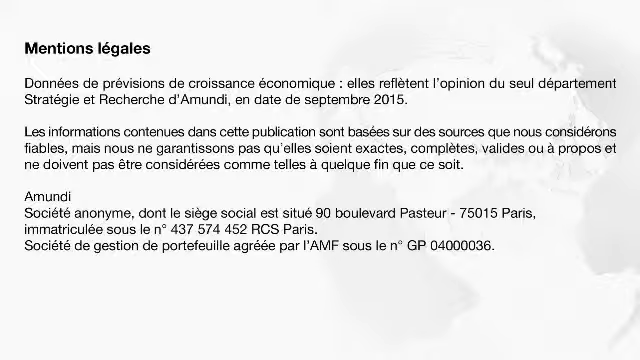 Mentions légales
Données de prévisions de croissance économique : elles reflètent l'opinion du seul département
Stratégie et Recherche d'Amundi, en date de septembre 2015.
Les informations contenues dans cette publication sont basées sur des sources que nous considérons
fiables, mais nous ne garantissons pas qu'elles soient exactes, complètes, valides ou à propos et
ne doivent pas être considérées comme telles à quelque fin que ce soit.
Amundi
Société anonyme, dont le siège social est situé 90 boulevard Pasteur - 75015 Paris,
immatriculée sous le n° 437 574 452 RCS Paris.
Société de gestion de portefeuille agréée par l'AMF sous le n° GP 04000036.